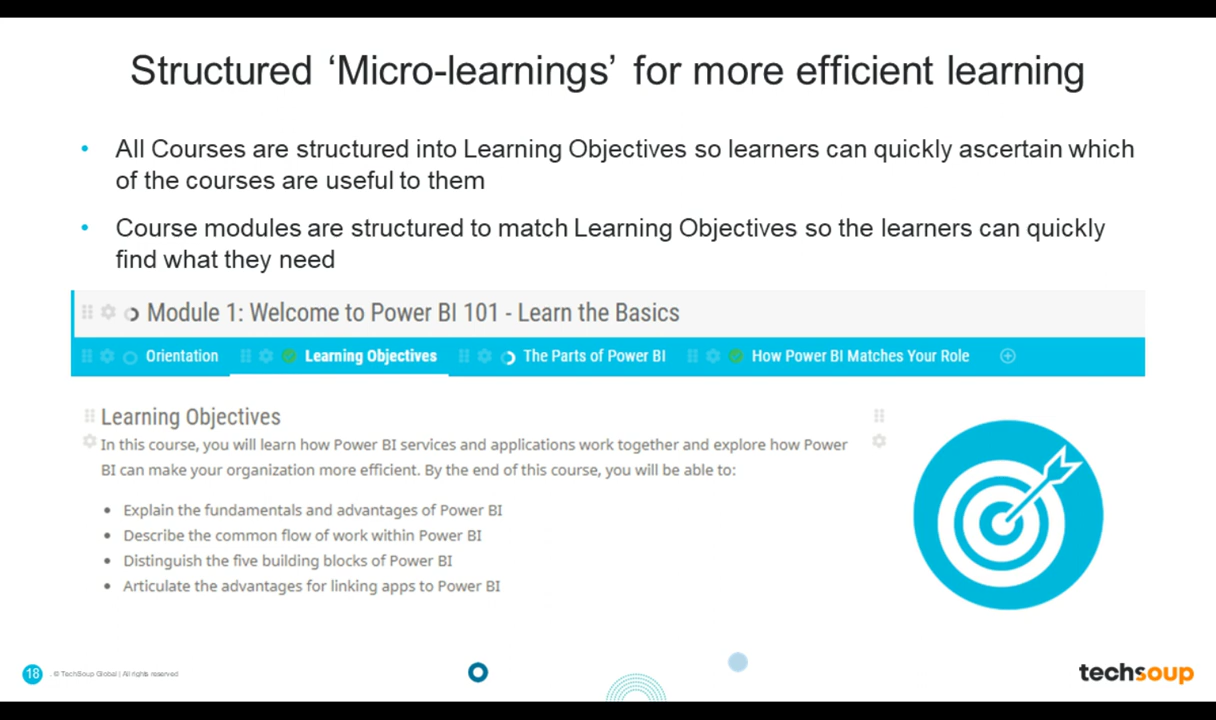 Structured ‘Micro-learnings’ for more efficient learning
• All Courses are structured into Learning Objectives so learners can quickly ascertain which
of the courses are useful to them
• Course modules are structured to match Learning Objectives so the learners can quickly
find what they need
Module 1: Welcome to Power BI 101 - Learn the Basics
Orientation Learning Objectives The Parts of Power BI How Power BI Matches Your Role
Learning Objectives
In this course, you will learn how Power BI services and applications work together and explore how Power
BI can make your organization more efficient. By the end of this course, you will be able to:
• Explain the fundamentals and advantages of Power BI
• Describe the common flow of work within Power BI
• Distinguish the five building blocks of Power BI
• Articulate the advantages for linking apps to Power BI
18 . © TechSoup Global | All rights reserved
techsoup